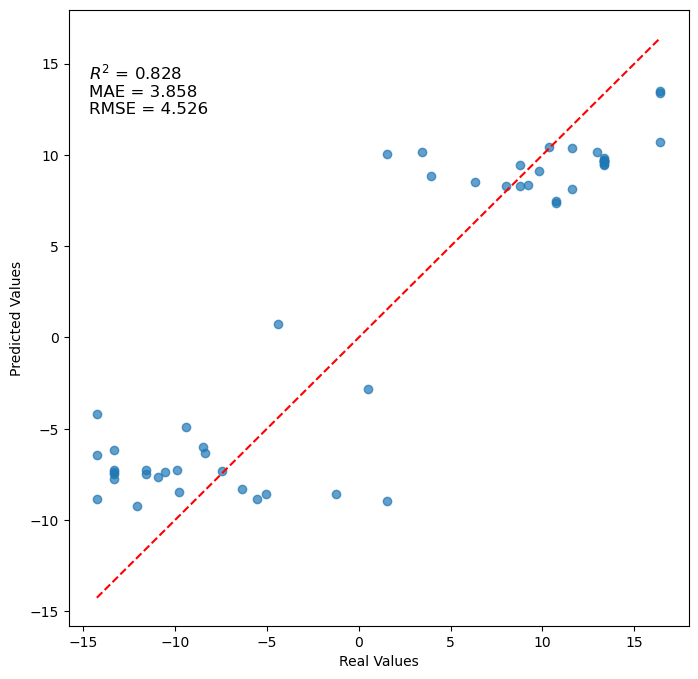 R² = 0.828
MAE = 3.858
RMSE = 4.526
15
10
5
0
−5
−10
−15
Predicted Values
−15 −10 −5 0 5 10 15
Real Values